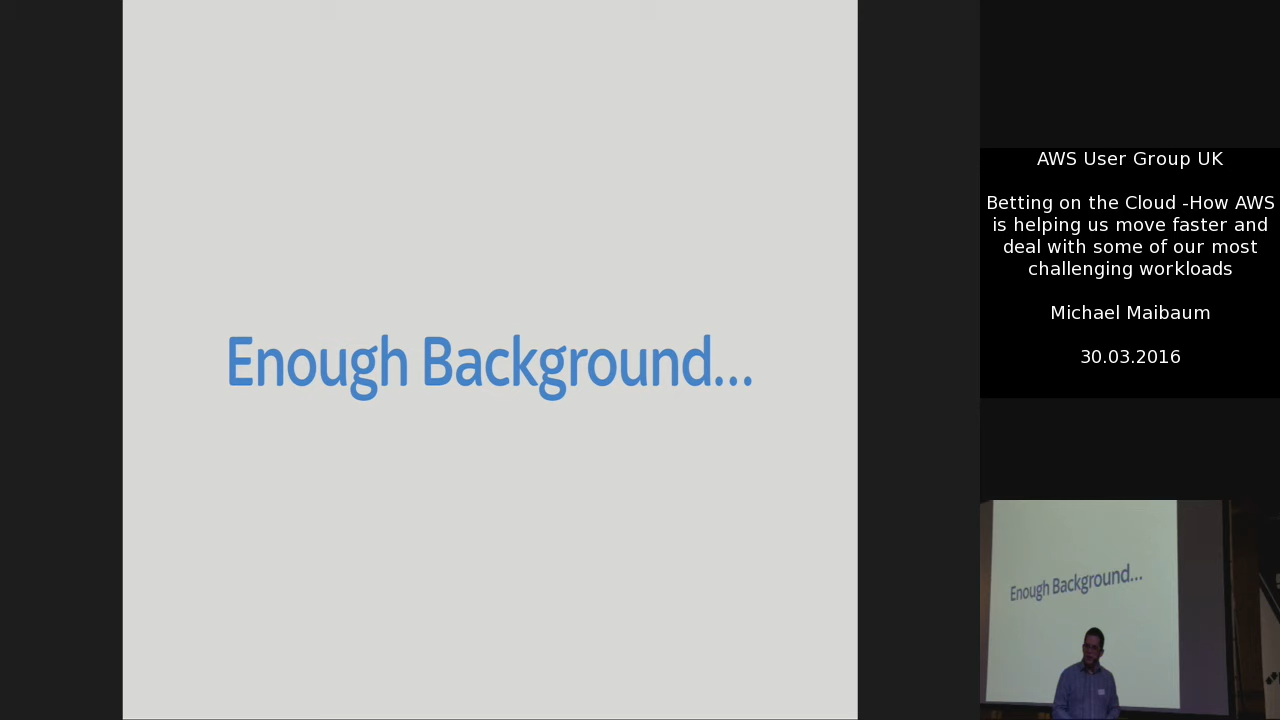 Enough Background...
AWS User Group UK
Betting on the Cloud -How AWS
is helping us move faster and
deal with some of our most
challenging workloads
Michael Maibaum
30.03.2016
Enough Background...